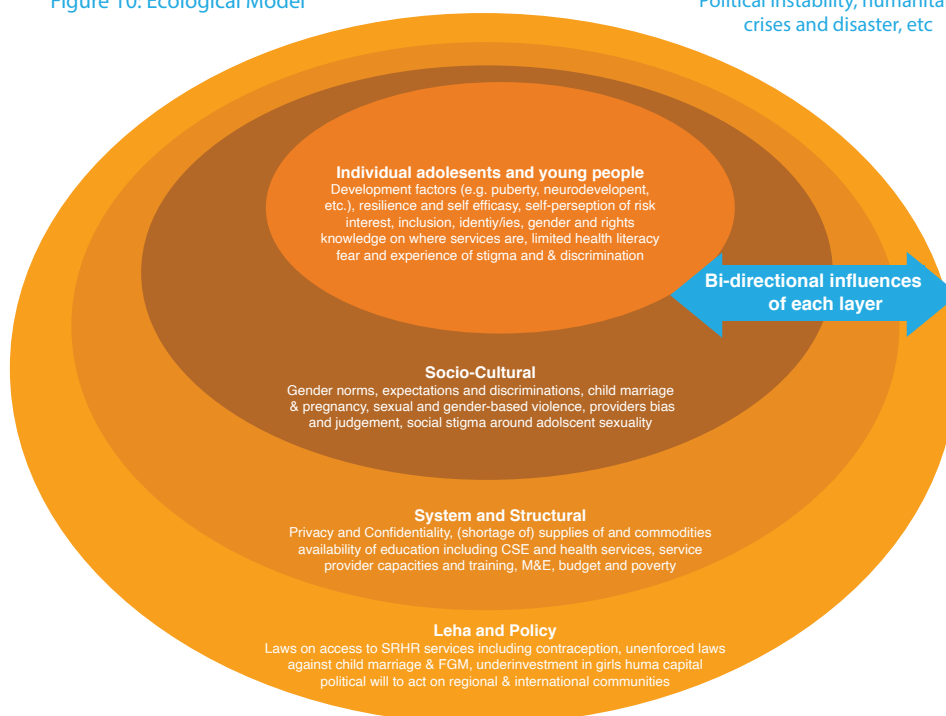 Figure 10: Ecological Model
Political instability, humanita
crises and disaster, etc
Individual adolesents and young people
Development factors (e.g. puberty, neurodevelopent,
etc.), resilience and self efficasy, self-perseption of risk
interest, inclusion, identiy/ies, gender and rights
knowledge on where services are, limited health literacy
fear and experience of stigma and & discrimination
Bi-directional influences
of each layer
Socio-Cultural
Gender norms, expectations and discriminations, child marriage
& pregnancy, sexual and gender-based violence, providers bias
and judgement, social stigma around adolscent sexuality
System and Structural
Privacy and Confidentiality, (shortage of) supplies of and commodities
availability of education including CSE and health services, service
provider capacities and training, M&E, budget and poverty
Leha and Policy
Laws on access to SRHR services including contraception, unenforced laws
against child marriage & FGM, underinvestment in girls huma capital
political will to act on regional & international communities